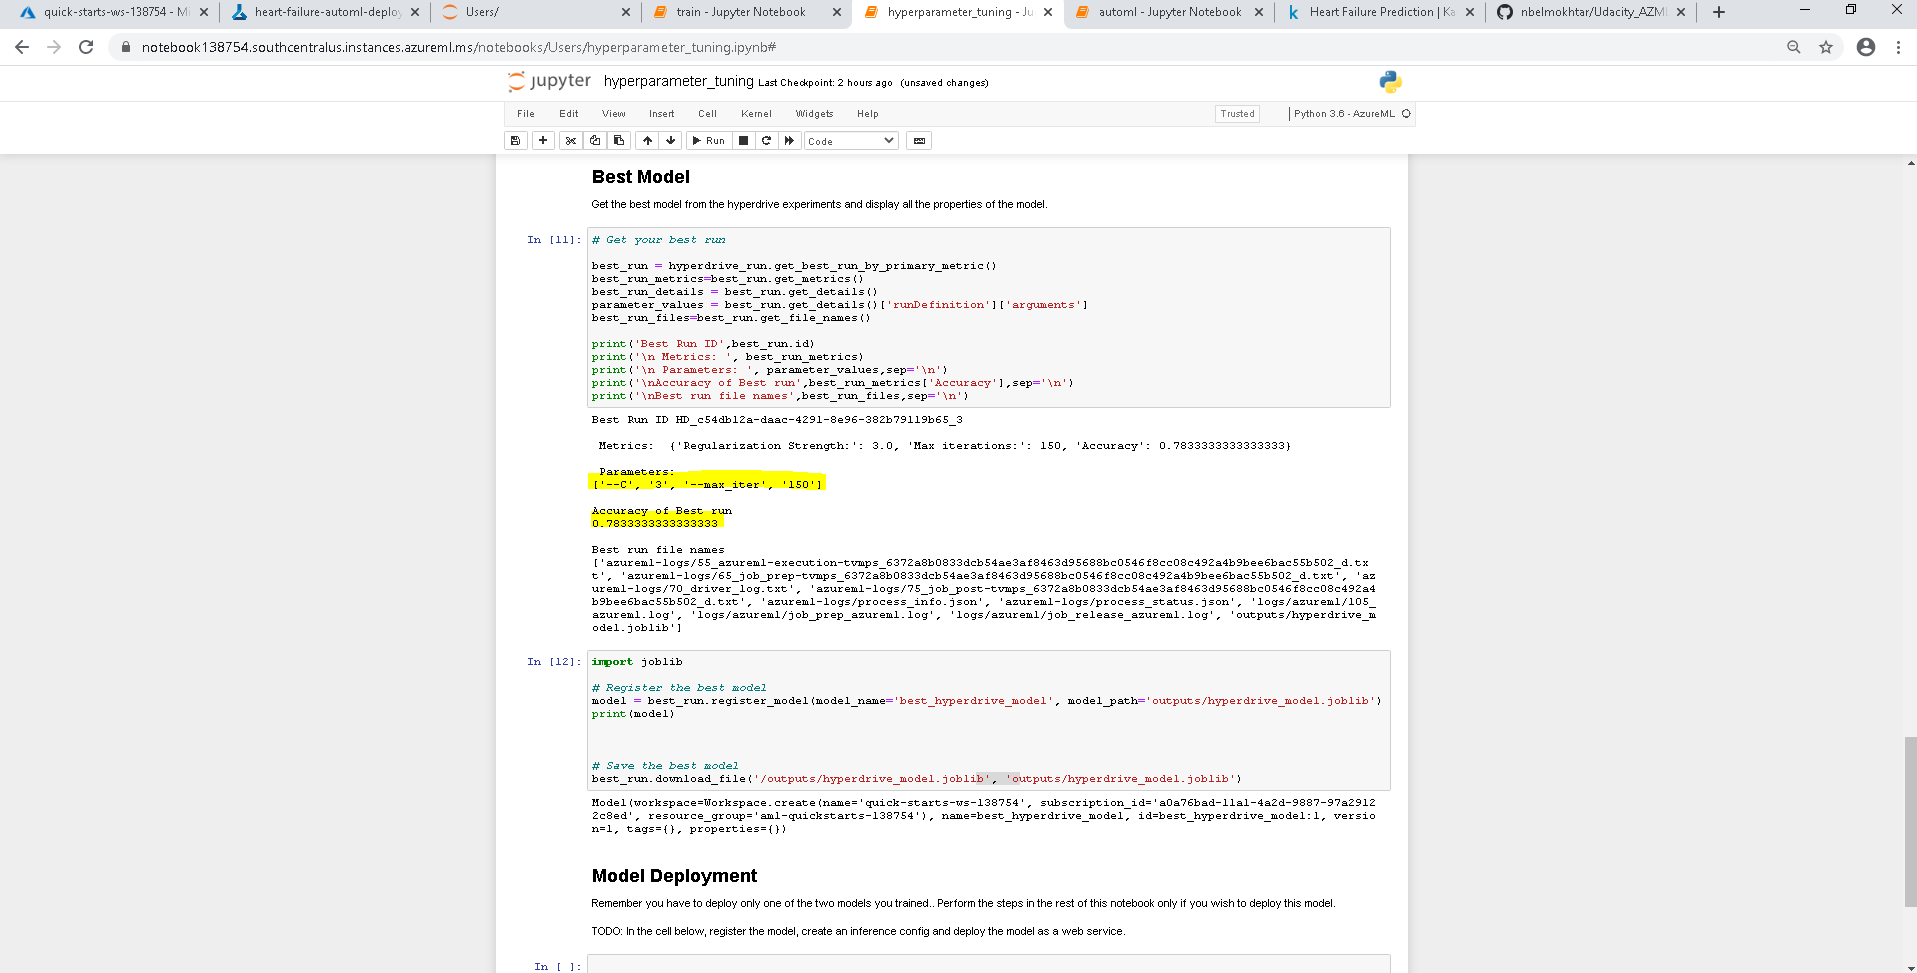 quick-starts-ws-138754 - Mi
heart-failure-automl-deploy
Users/
train - Jupyter Notebook
hyperparameter_tuning - Ju
automl - Jupyter Notebook
Heart Failure Prediction | Ka
nbelmokhtar/Udacity_AZML
notebook138754.southcentralus.instances.azureml.ms/notebooks/Users/hyperparameter_tuning.ipynb#
jupyter hyperparameter_tuning Last Checkpoint: 2 hours ago (unsaved changes)
File Edit View Insert Cell Kernel Widgets Help Trusted Python 3.6 - AzureML
Run Code
Best Model
Get the best model from the hyperdrive experiments and display all the properties of the model.
In [11]: # Get your best run
best_run = hyperdrive_run.get_best_run_by_primary_metric()
best_run_metrics=best_run.get_metrics()
best_run_details = best_run.get_details()
parameter_values = best_run.get_details()['runDefinition']['arguments']
best_run_files=best_run.get_file_names()
print('Best Run ID',best_run.id)
print('\n Metrics: ', best_run_metrics)
print('\n Parameters: ', parameter_values,sep='\n')
print('\nAccuracy of Best run',best_run_metrics['Accuracy'],sep='\n')
print('\nBest run file names',best_run_files,sep='\n')
Best Run ID HD_c54db12a-daac-4291-8e96-382b79119b65_3
Metrics:  {'Regularization Strength:': 3.0, 'Max iterations:': 150, 'Accuracy': 0.7833333333333333}
Parameters:
['--C', '3', '--max_iter', '150']
Accuracy of Best run
0.7833333333333333
Best run file names
['azureml-logs/55_azureml-execution-tvmps_6372a8b0833dcb54ae3af8463d95688bc0546f8cc08c492a4b9bee6bac55b502_d.tx
t', 'azureml-logs/65_job_prep-tvmps_6372a8b0833dcb54ae3af8463d95688bc0546f8cc08c492a4b9bee6bac55b502_d.txt', 'az
ureml-logs/70_driver_log.txt', 'azureml-logs/75_job_post-tvmps_6372a8b0833dcb54ae3af8463d95688bc0546f8cc08c492a4
b9bee6bac55b502_d.txt', 'azureml-logs/process_info.json', 'azureml-logs/process_status.json', 'logs/azureml/105_
azureml.log', 'logs/azureml/job_prep_azureml.log', 'logs/azureml/job_release_azureml.log', 'outputs/hyperdrive_m
odel.joblib']
In [12]: import joblib
# Register the best model
model = best_run.register_model(model_name='best_hyperdrive_model', model_path='outputs/hyperdrive_model.joblib')
print(model)
# Save the best model
best_run.download_file('/outputs/hyperdrive_model.joblib', 'outputs/hyperdrive_model.joblib')
Model(workspace=Workspace.create(name='quick-starts-ws-138754', subscription_id='a0a76bad-11a1-4a2d-9887-97a2912
2c8ed', resource_group='aml-quickstarts-138754'), name=best_hyperdrive_model, id=best_hyperdrive_model:1, versio
n=1, tags={}, properties={})
Model Deployment
Remember you have to deploy only one of the two models you trained.. Perform the steps in the rest of this notebook only if you wish to deploy this model.
TODO: In the cell below, register the model, create an inference config and deploy the model as a web service.
In [ ]: